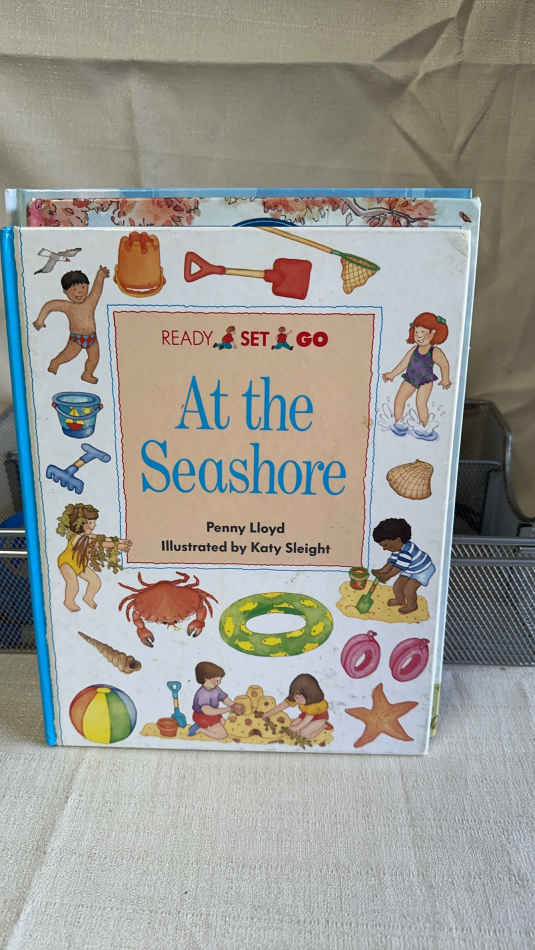 READY SET GO
At the
Seashore
Penny Lloyd
Illustrated by Katy Sleight